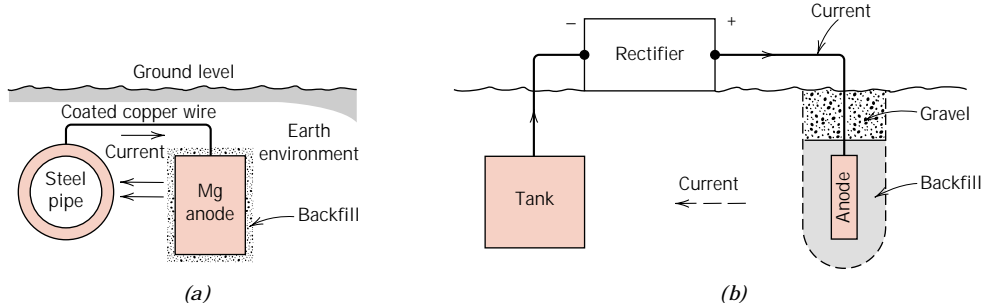 Ground level
Coated copper wire
Current
Earth
environment
Steel
pipe
Mg
anode
Backfill
(a)
−
+
Current
Rectifier
Gravel
Tank
Current
Anode
Backfill
(b)